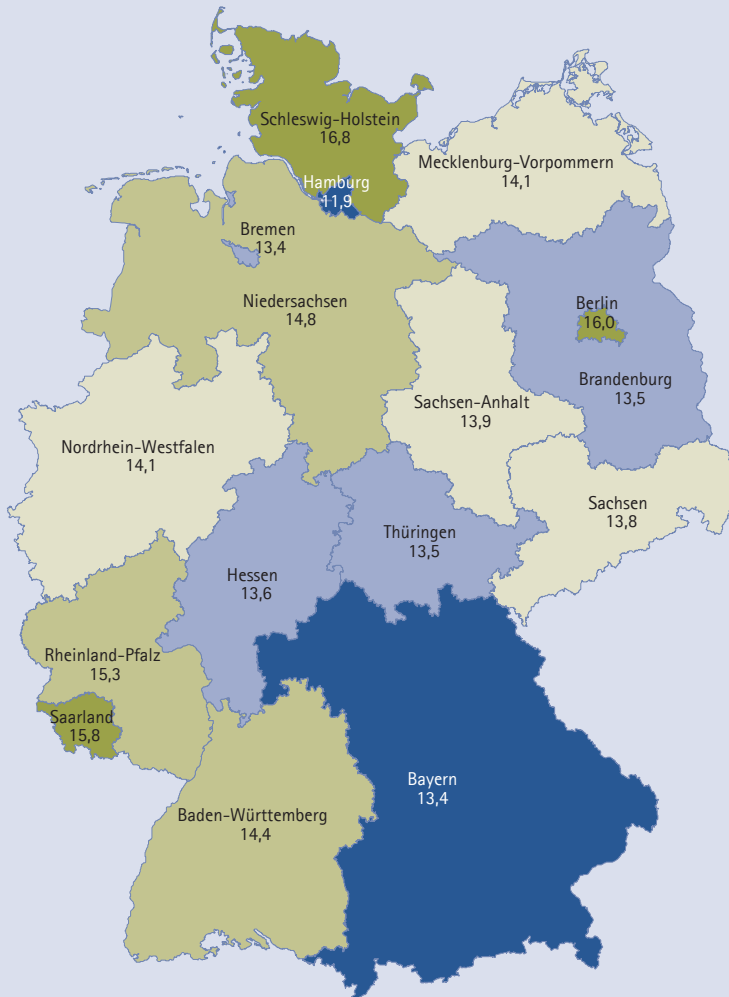 Schleswig-Holstein
16,8
Mecklenburg-Vorpommern
14,1
Hamburg
11,9
Bremen
13,4
Niedersachsen
14,8
Berlin
16,0
Brandenburg
13,5
Sachsen-Anhalt
13,9
Nordrhein-Westfalen
14,1
Sachsen
13,8
Thüringen
13,5
Hessen
13,6
Rheinland-Pfalz
15,3
Saarland
15,8
Bayern
13,4
Baden-Württemberg
14,4